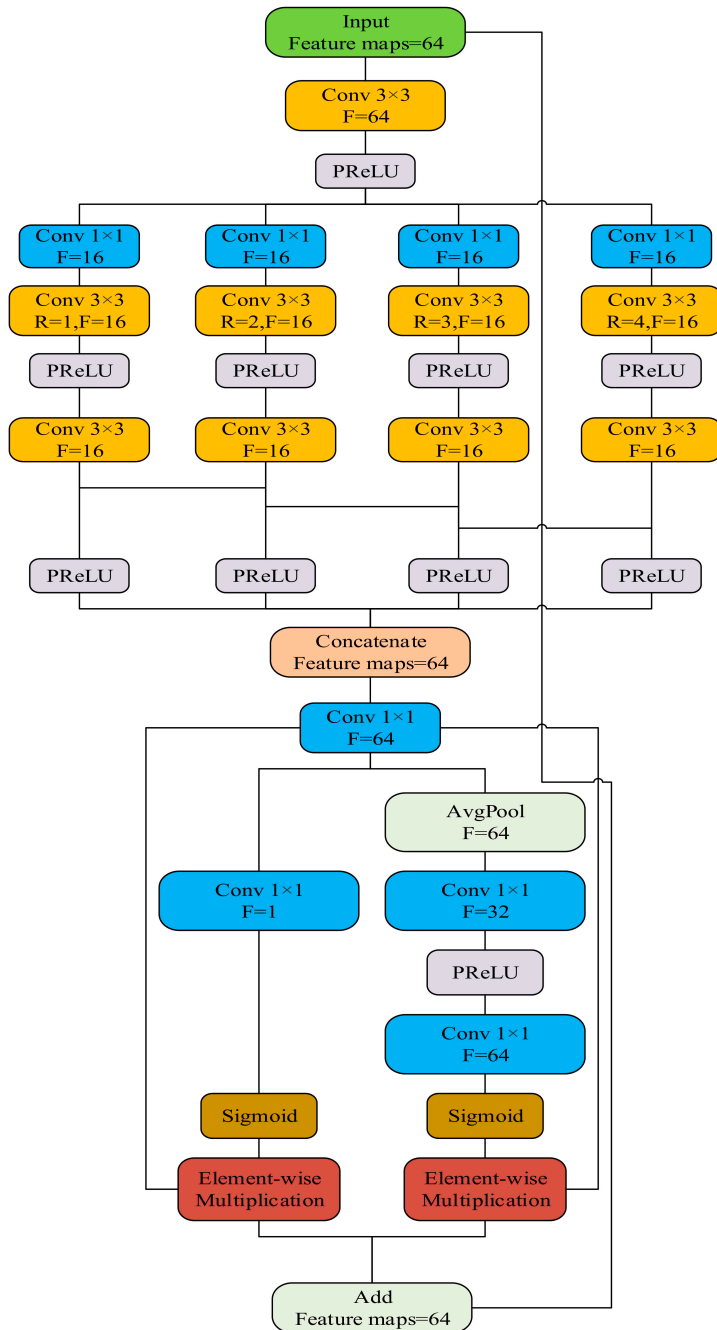 Input
Feature maps=64
Conv 3×3
F=64
PReLU
Conv 1×1
F=16
Conv 1×1
F=16
Conv 1×1
F=16
Conv 1×1
F=16
Conv 3×3
R=1,F=16
Conv 3×3
R=2,F=16
Conv 3×3
R=3,F=16
Conv 3×3
R=4,F=16
PReLU
PReLU
PReLU
PReLU
Conv 3×3
F=16
Conv 3×3
F=16
Conv 3×3
F=16
Conv 3×3
F=16
PReLU
PReLU
PReLU
PReLU
Concatenate
Feature maps=64
Conv 1×1
F=64
AvgPool
F=64
Conv 1×1
F=1
Conv 1×1
F=32
PReLU
Conv 1×1
F=64
Sigmoid
Sigmoid
Element-wise
Multiplication
Element-wise
Multiplication
Add
Feature maps=64